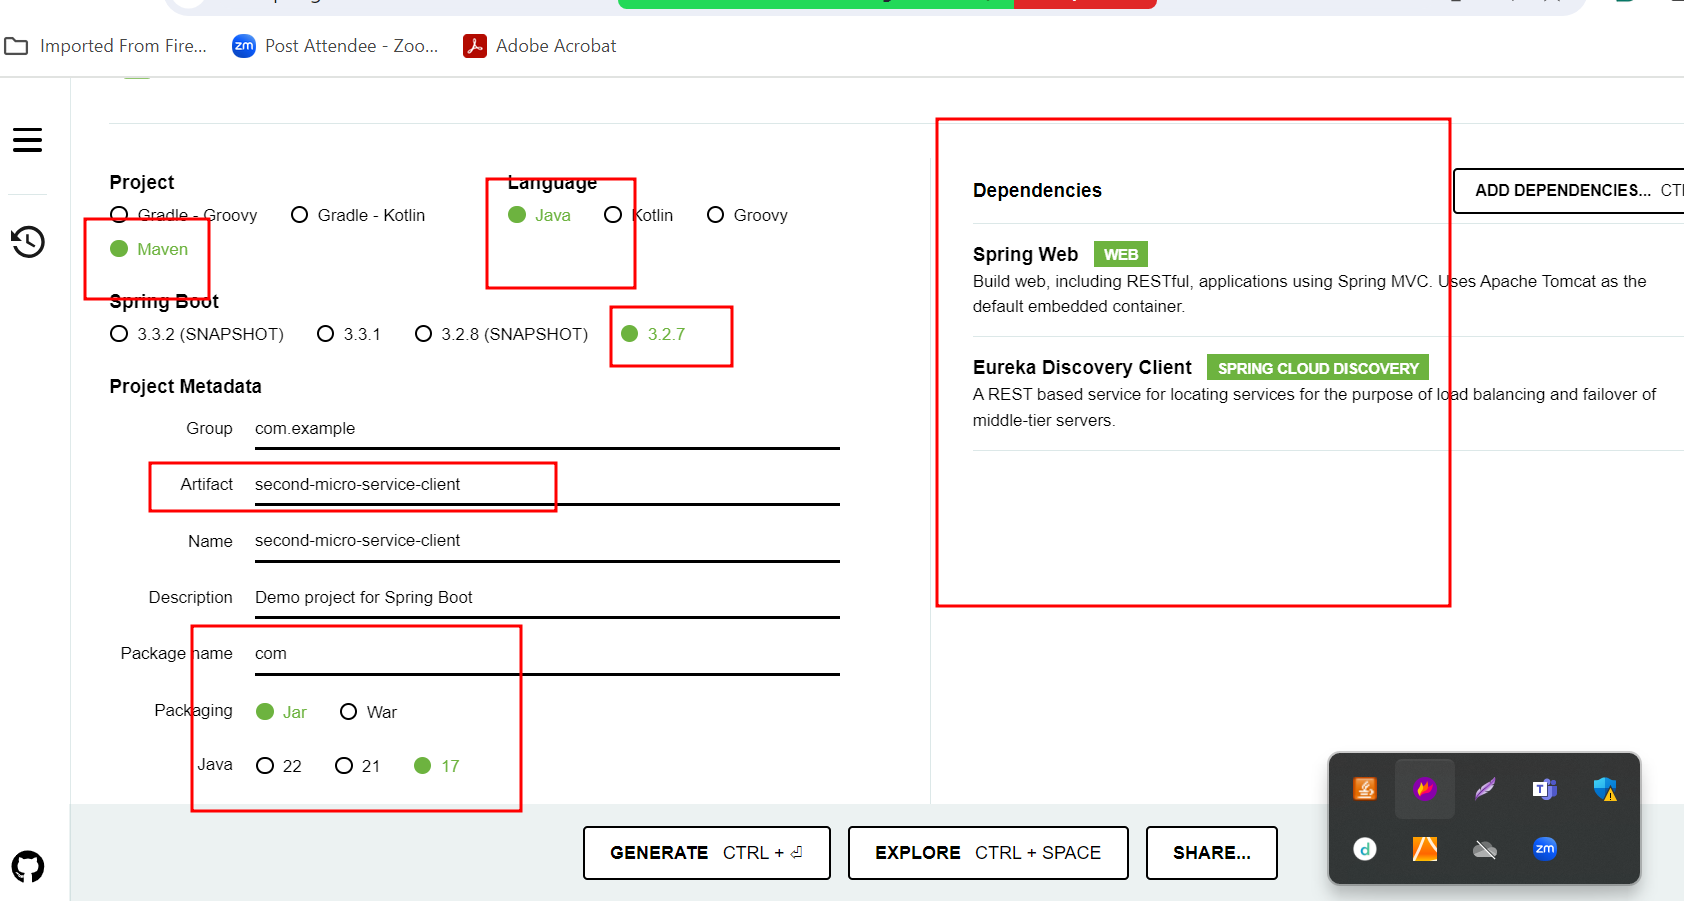 Imported From Fire...
zm Post Attendee - Zoo...
Adobe Acrobat
Project
Gradle - Groovy
Gradle - Kotlin
Maven
Language
Java
Kotlin
Groovy
Spring Boot
3.3.2 (SNAPSHOT)
3.3.1
3.2.8 (SNAPSHOT)
3.2.7
Project Metadata
Group com.example
Artifact second-micro-service-client
Name second-micro-service-client
Description Demo project for Spring Boot
Package name com
Packaging Jar War
Java 22 21 17
Dependencies
ADD DEPENDENCIES...
Spring Web WEB
Build web, including RESTful, applications using Spring MVC. Uses Apache Tomcat as the
default embedded container.
Eureka Discovery Client SPRING CLOUD DISCOVERY
A REST based service for locating services for the purpose of load balancing and failover of
middle-tier servers.
GENERATE CTRL + ⏎
EXPLORE CTRL + SPACE
SHARE...
T
d
zm